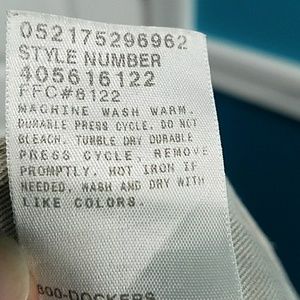 052175296962
STYLE NUMBER
405616122
FFC#6122
MACHINE WASH WARM.
DURABLE PRESS CYCLE. DO NOT
BLEACH. TUMBLE DRY DURABLE
PRESS CYCLE, REMOVE
PROMPTLY. HOT IRON IF
NEEDED. WASH AND DRY WITH
LIKE COLORS.
800-DOCKERS